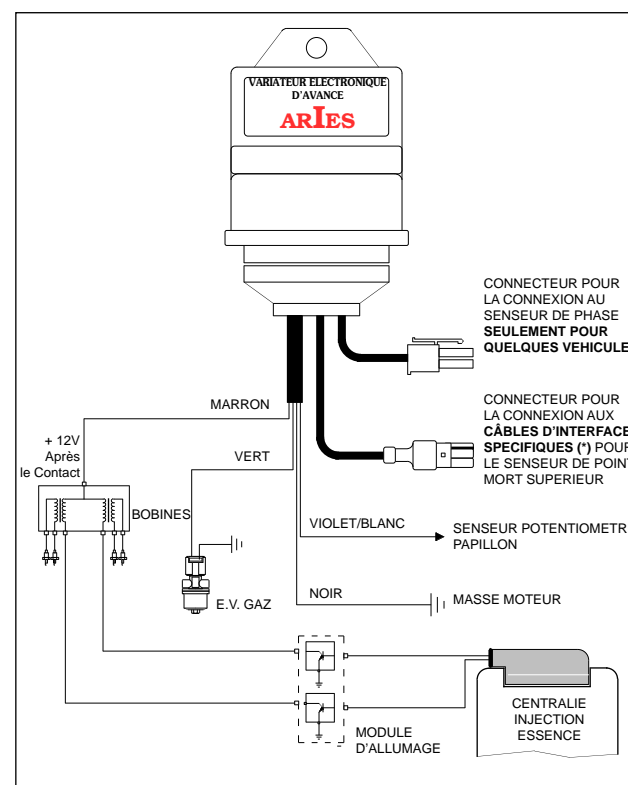 VARIATEUR ELECTRONIQUE
D'AVANCE
ARIES
CONNECTEUR POUR
LA CONNEXION AU
SENSEUR DE PHASE
SEULEMENT POUR
QUELQUES VEHICULE
CONNECTEUR POUR
LA CONNEXION AUX
CÂBLES D'INTERFACE
SPECIFIQUES (*) POUR
LE SENSEUR DE POINT
MORT SUPERIEUR
MARRON
+ 12V
Après
le Contact
VERT
BOBINES
VIOLET/BLANC
SENSEUR POTENTIOMETR
PAPILLON
E.V. GAZ
NOIR
MASSE MOTEUR
MODULE
D'ALLUMAGE
CENTRALIE
INJECTION
ESSENCE